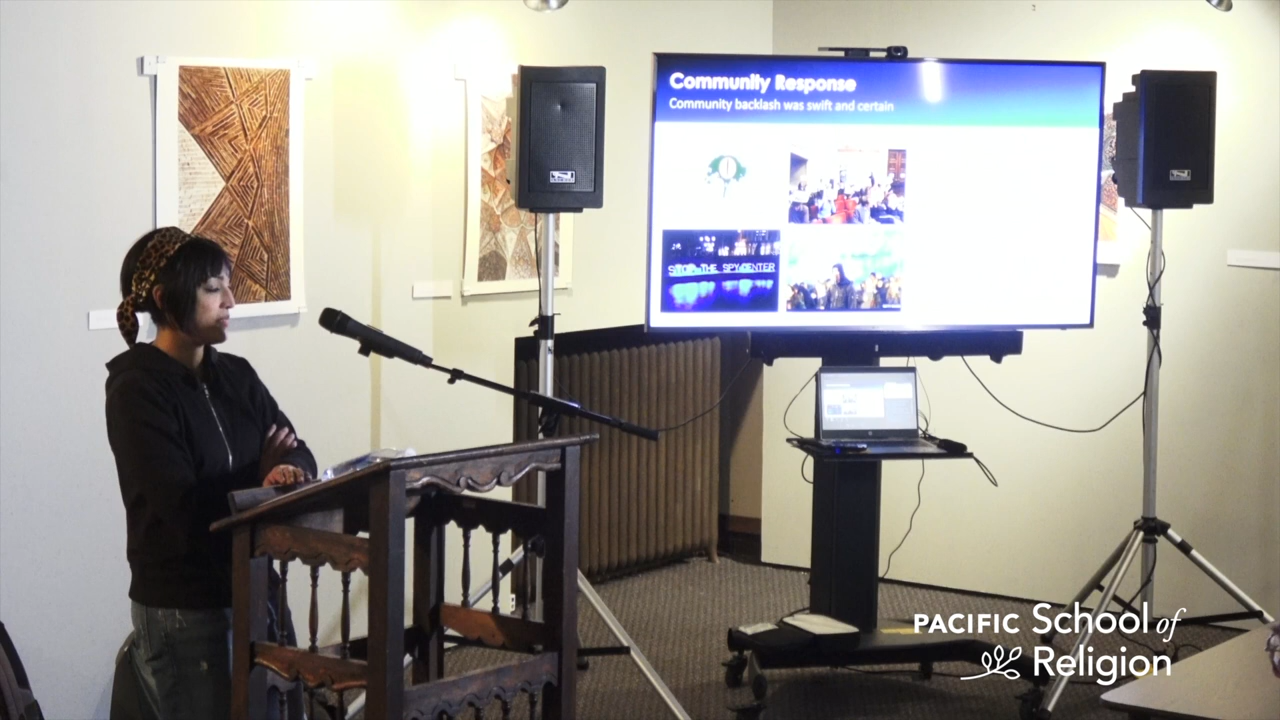 Community Response
Community backlash was swift and certain
STOP THE SPY CENTER
PACIFIC School of
Religion